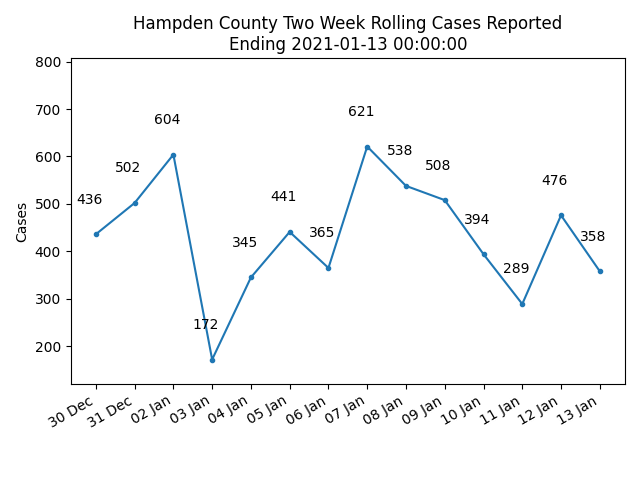 Hampden County Two Week Rolling Cases Reported
Ending 2021-01-13 00:00:00
Cases
800
700
600
500
400
300
200
436
502
604
172
345
441
365
621
538
508
394
289
476
358
30 Dec
31 Dec
02 Jan
03 Jan
04 Jan
05 Jan
06 Jan
07 Jan
08 Jan
09 Jan
10 Jan
11 Jan
12 Jan
13 Jan